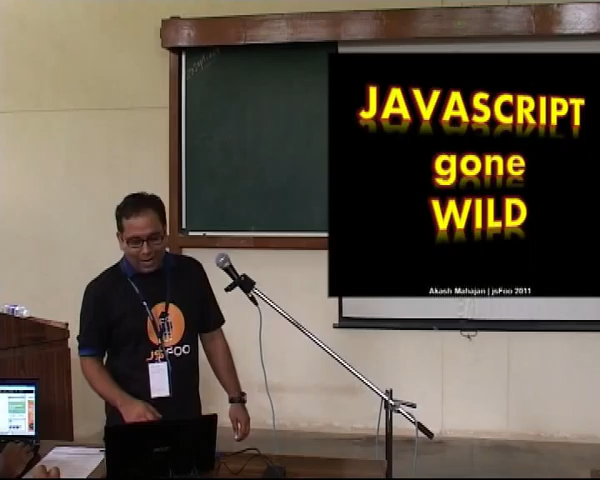 JAVASCRIPT
gone
WILD
Akash Mahajan | jsFoo 2011
JSFOO